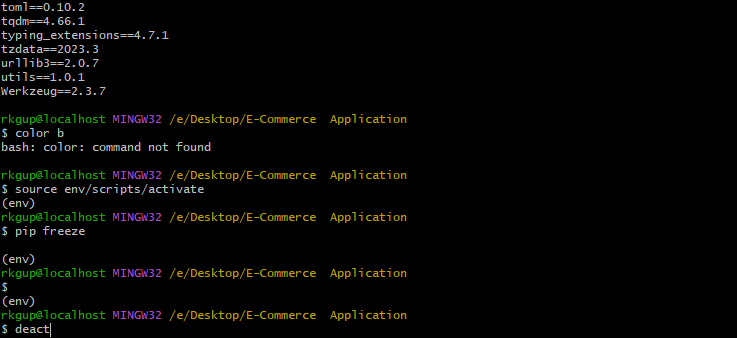 toml==0.10.2
tqdm==4.66.1
typing_extensions==4.7.1
tzdata==2023.3
urllib3==2.0.7
utils==1.0.1
Werkzeug==2.3.7
rkgup@localhost MINGW32 /e/Desktop/E-Commerce  Application
$ color b
bash: color: command not found
rkgup@localhost MINGW32 /e/Desktop/E-Commerce  Application
$ source env/scripts/activate
(env)
rkgup@localhost MINGW32 /e/Desktop/E-Commerce  Application
$ pip freeze
(env)
rkgup@localhost MINGW32 /e/Desktop/E-Commerce  Application
$
(env)
rkgup@localhost MINGW32 /e/Desktop/E-Commerce  Application
$ deact